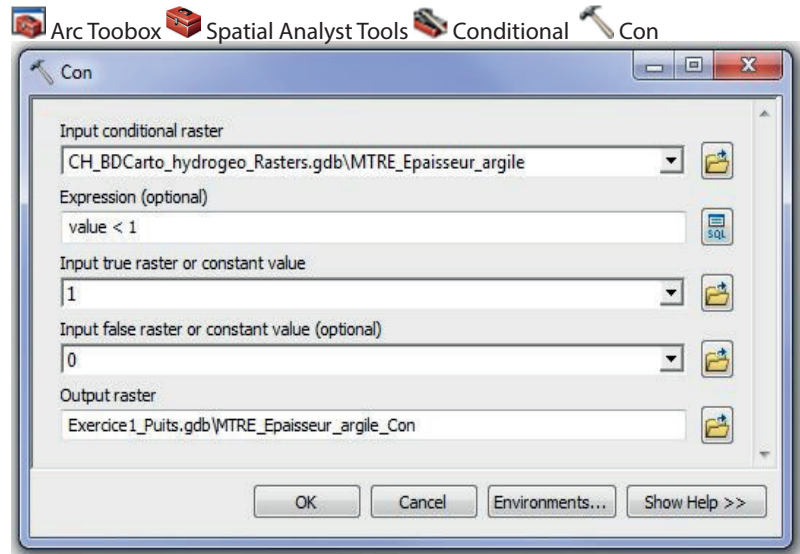 Arc Toobox Spatial Analyst Tools Conditional Con
Con
Input conditional raster
CH_BDCarto_hydrogeo_Rasters.gdb\MTRE_Epaisseur_argile
Expression (optional)
value < 1
SQL
Input true raster or constant value
1
Input false raster or constant value (optional)
0
Output raster
Exercice1_Puits.gdb\MTRE_Epaisseur_argile_Con
OK Cancel Environments... Show Help >>